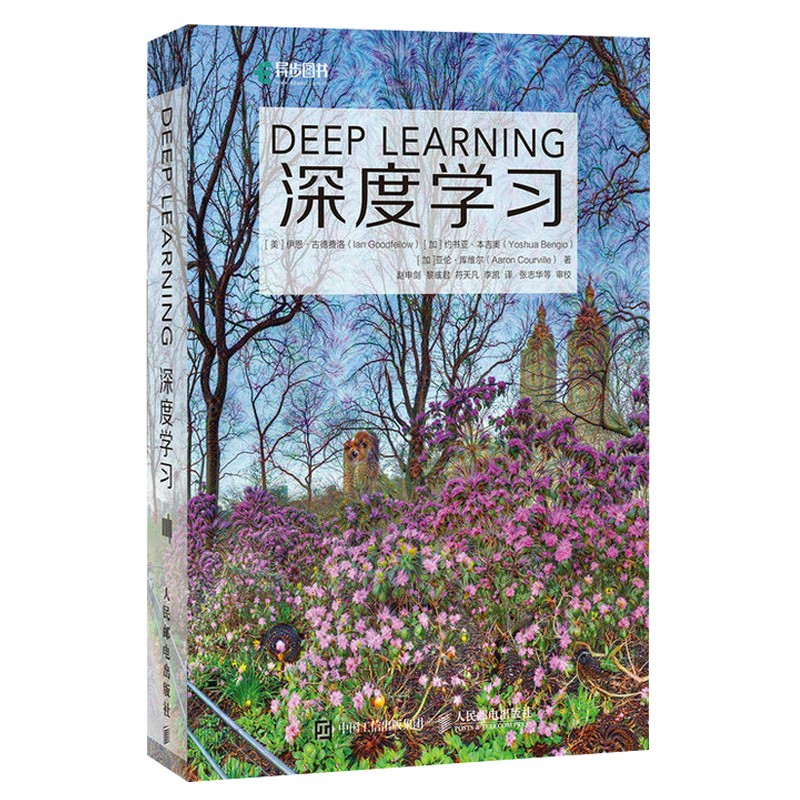 异步图书
DEEP LEARNING
深度学习
[美]伊恩·古德费洛（Ian Goodfellow）[加]约书亚·本吉奥（Yoshua Bengio）
[加]亚伦·库维尔（Aaron Courville）著
赵申剑 黎彧君 符天凡 李凯 译 张志华等 审校
中国工信出版集团
人民邮电出版社
POSTS & TELECOM PRESS
DEEP LEARNING 深度学习
人民邮电出版社